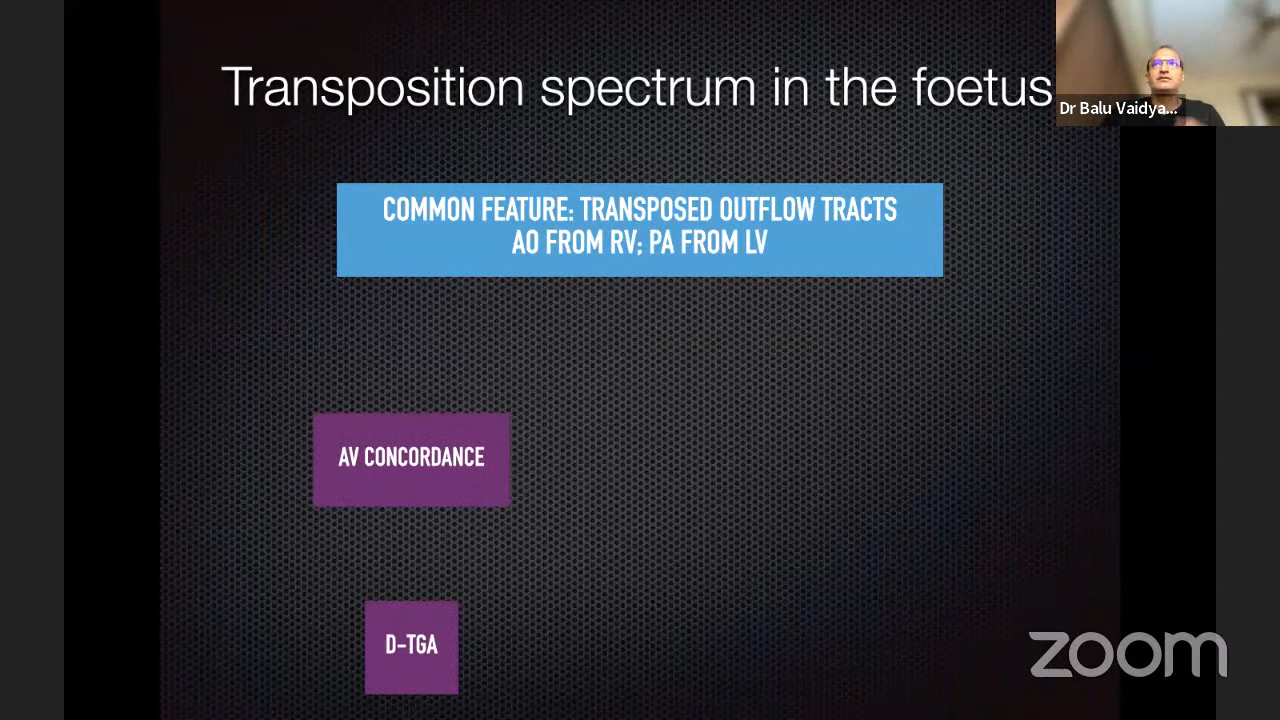 Transposition spectrum in the foetus
Dr Balu Vaidya...
COMMON FEATURE: TRANSPOSED OUTFLOW TRACTS
AO FROM RV; PA FROM LV
AV CONCORDANCE
D-TGA
zoom